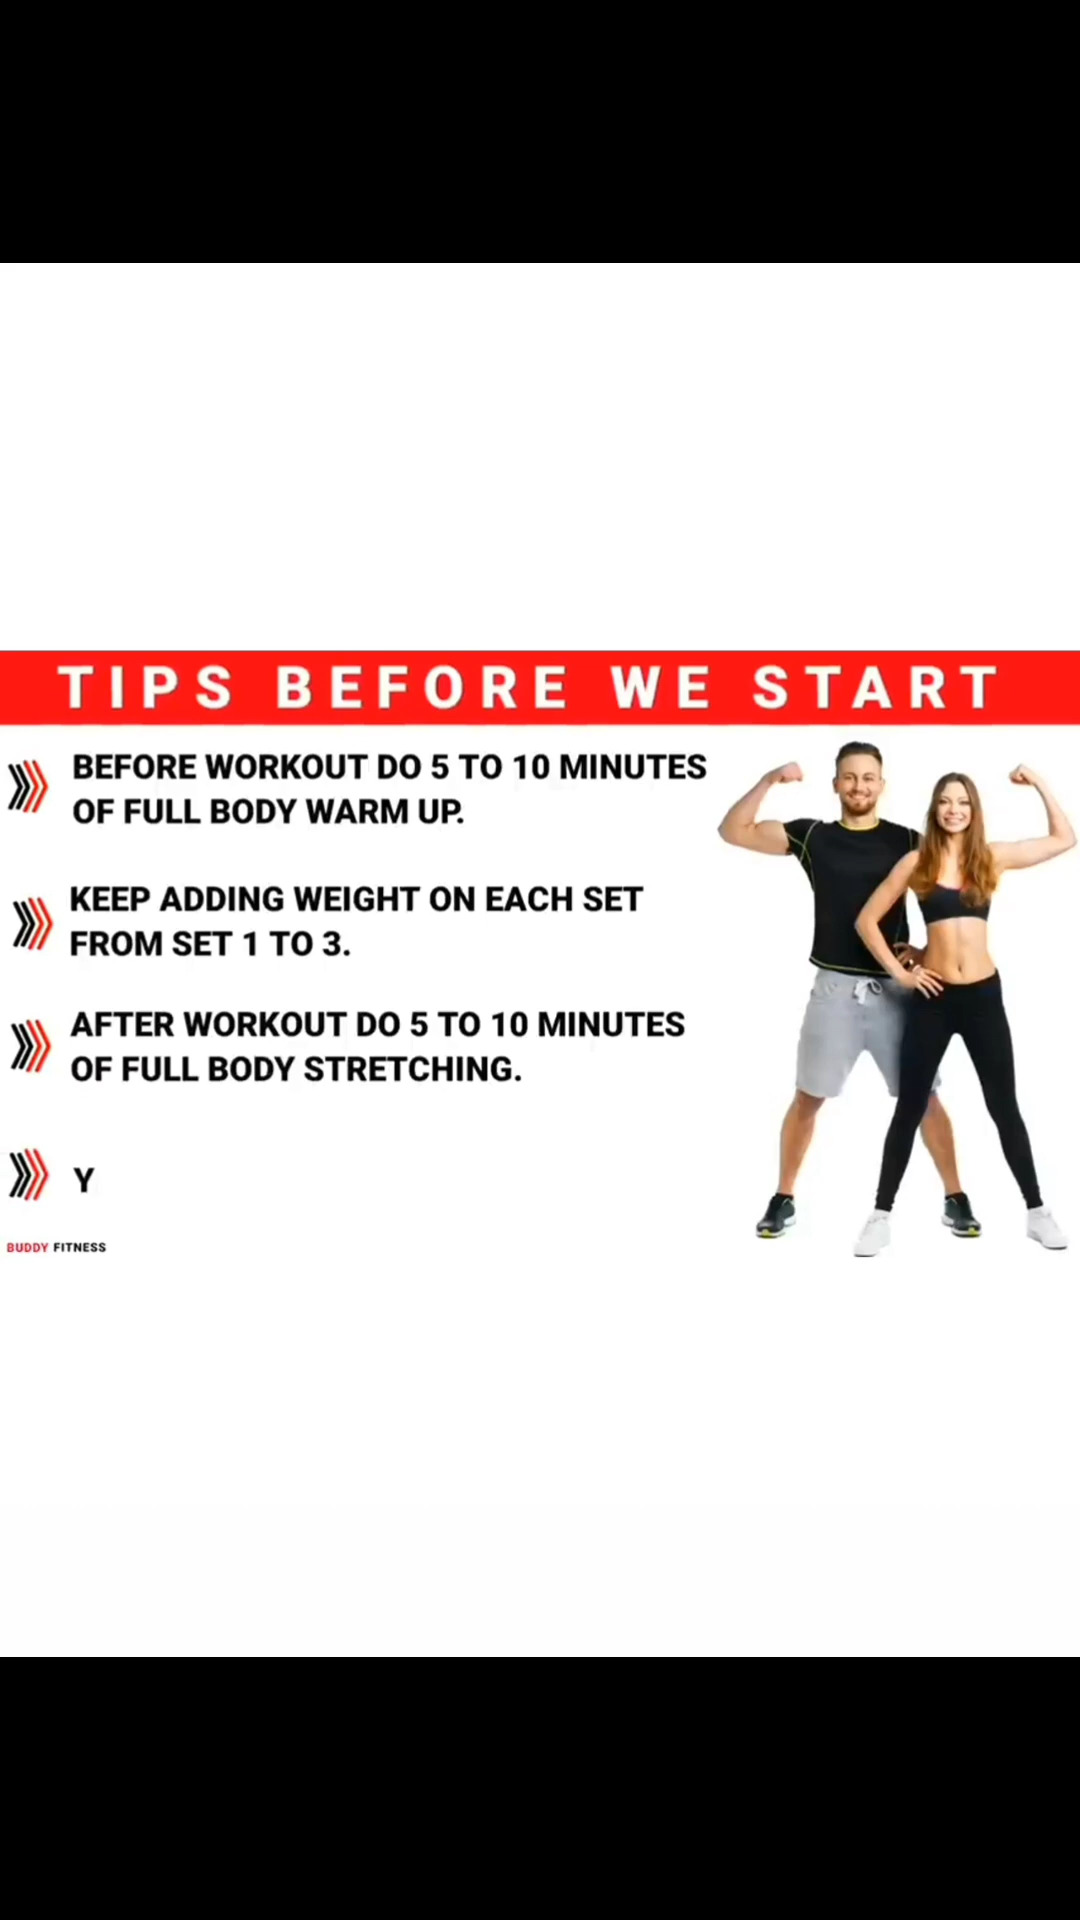 TIPS BEFORE WE START
BEFORE WORKOUT DO 5 TO 10 MINUTES
OF FULL BODY WARM UP.
KEEP ADDING WEIGHT ON EACH SET
FROM SET 1 TO 3.
AFTER WORKOUT DO 5 TO 10 MINUTES
OF FULL BODY STRETCHING.
Y
BUDDY FITNESS